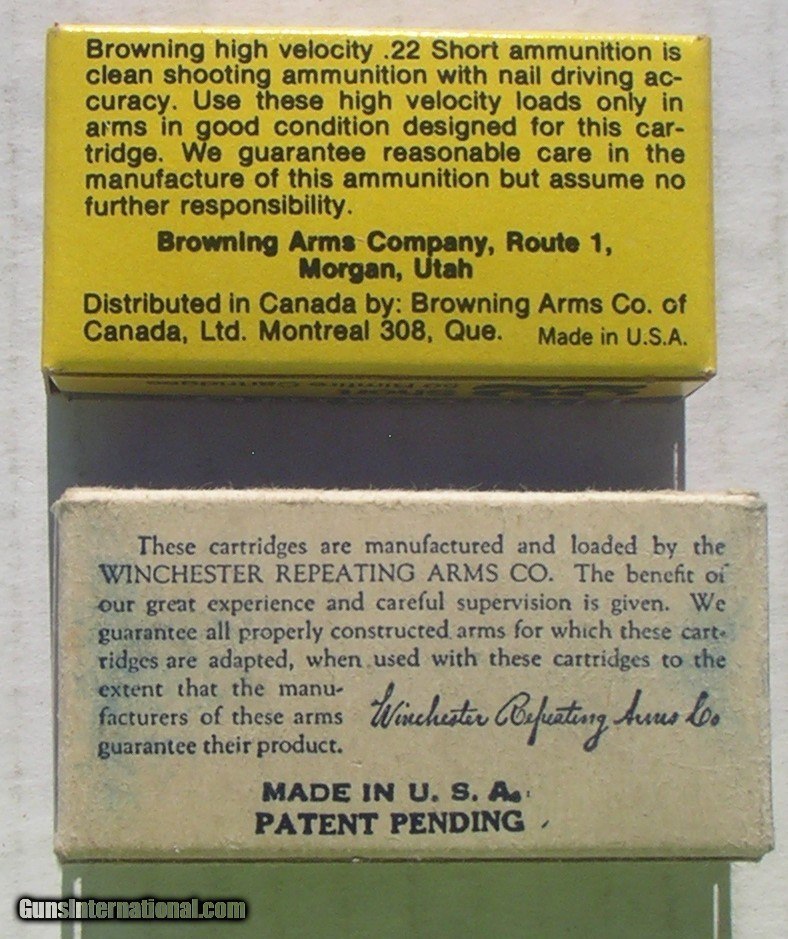 Browning high velocity .22 Short ammunition is
clean shooting ammunition with nail driving ac-
curacy. Use these high velocity loads only in
arms in good condition designed for this car-
tridge. We guarantee reasonable care in the
manufacture of this ammunition but assume no
further responsibility.
Browning Arms Company, Route 1,
Morgan, Utah
Distributed in Canada by: Browning Arms Co. of
Canada, Ltd. Montreal 308, Que. Made in U.S.A.
Short
50 Rimfire Cartridges
These cartridges are manufactured and loaded by the
WINCHESTER REPEATING ARMS CO. The benefit of
our great experience and careful supervision is given. We
guarantee all properly constructed arms for which these cart-
ridges are adapted, when used with these cartridges to the
extent that the manu-
facturers of these arms
guarantee their product.
Winchester Repeating Arms Co
MADE IN U. S. A.
PATENT PENDING
GunsInternational.com